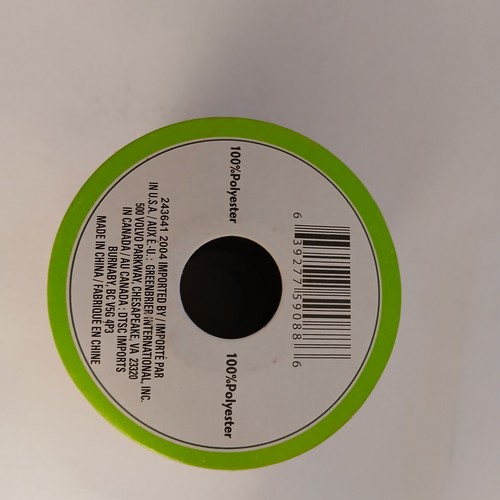 6 39277 59088 6
100%Polyester
100%Polyester
243641 2004 IMPORTED BY / IMPORTÉ PAR
IN U.S.A. / AUX É.-U. : GREENBRIER INTERNATIONAL, INC.
500 VOLVO PARKWAY, CHESAPEAKE, VA 23320
IN CANADA / AU CANADA : DTSC IMPORTS
BURNABY, BC V5G 4P3
MADE IN CHINA / FABRIQUÉ EN CHINE